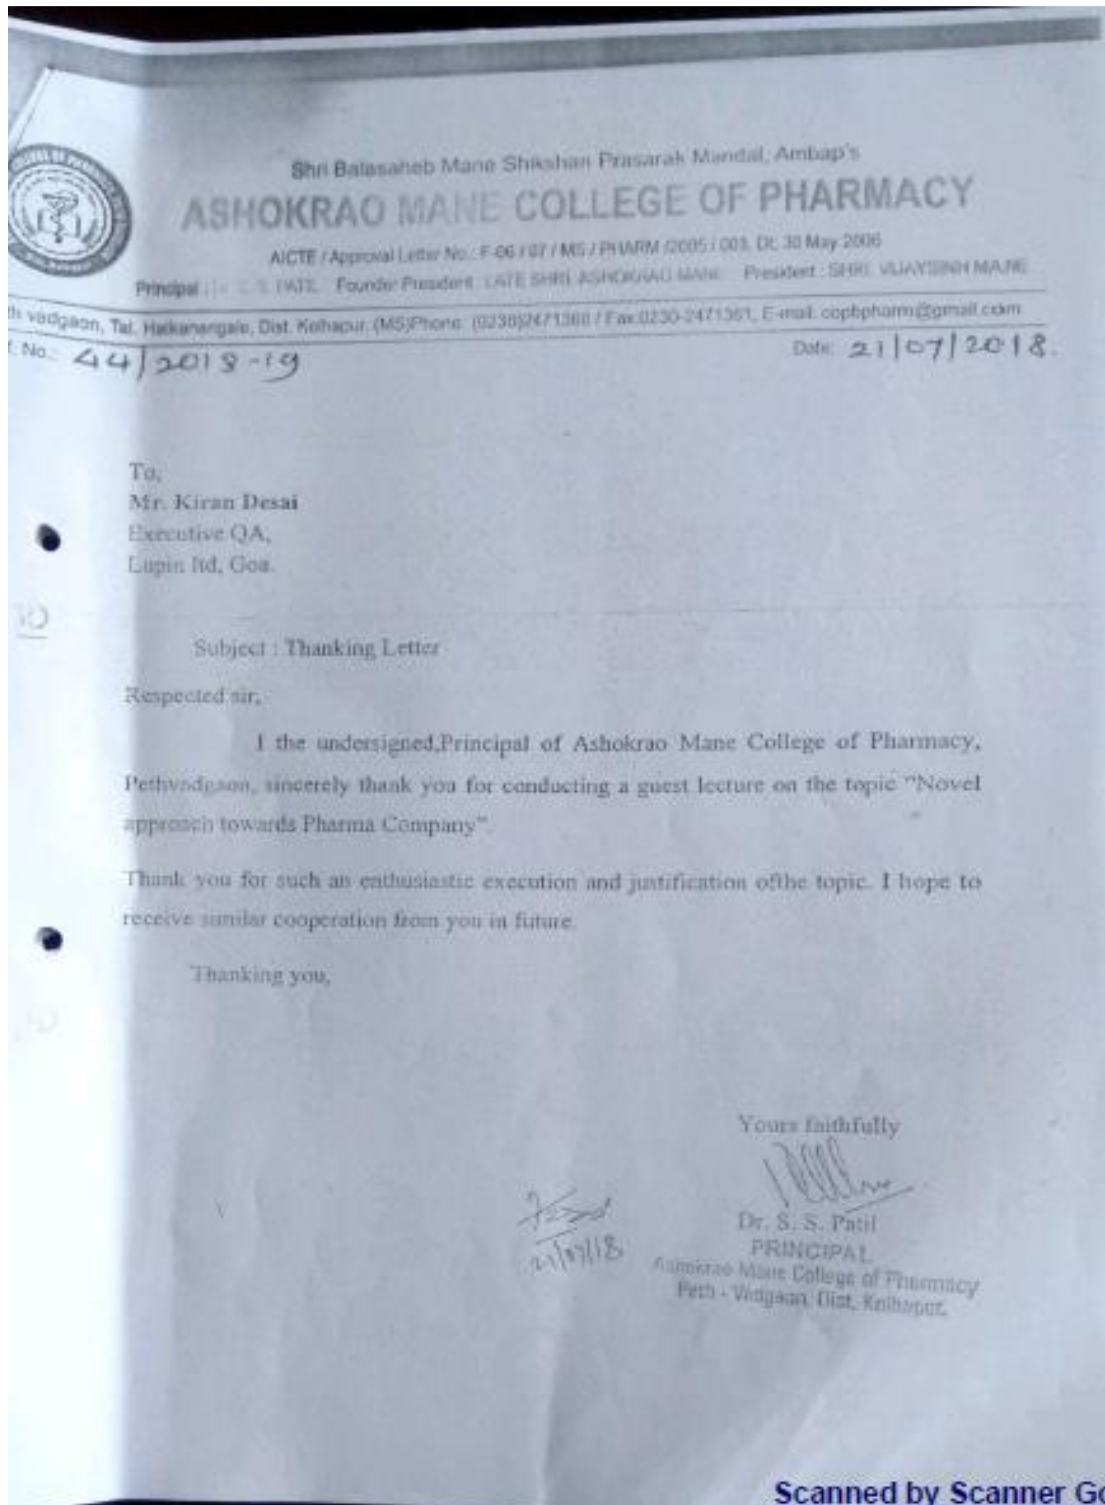 Shri Balasaheb Mane Shikshan Prasarak Mandal, Ambap's
ASHOKRAO MANE COLLEGE OF PHARMACY
AICTE / Approval Letter No.: F-06 / 07 / MS / PHARM /2005 / 003, Dt. 30 May 2006
Principal : S. PATIL Founder President : LATE SHRI. ASHOKRAO MANE President : SHRI. VIJAYSINH MANE
vadgaon, Tal. Hatkanangale, Dist. Kolhapur. (MS)Phone: / Fax:0230-2471361, E-mail: copbpharm@gmail.com
No.: 44/2018-19 Date: 21/07/2018.
To,
Mr. Kiran Desai
Executive QA,
Lupin ltd, Goa.
Subject : Thanking Letter
Respected sir,
I the undersigned,Principal of Ashokrao Mane College of Pharmacy,
Pethvadgaon, sincerely thank you for conducting a guest lecture on the topic "Novel
approach towards Pharma Company".
Thank you for such an enthusiastic execution and justification ofthe topic. I hope to
receive similar cooperation from you in future.
Thanking you,
Yours faithfully
Dr. S. S. Patil
21/07/18
PRINCIPAL
Ashokrao Mane College of Pharmacy
Peth - Vadgaon, Dist. Kolhapur.
Scanned by Scanner Go